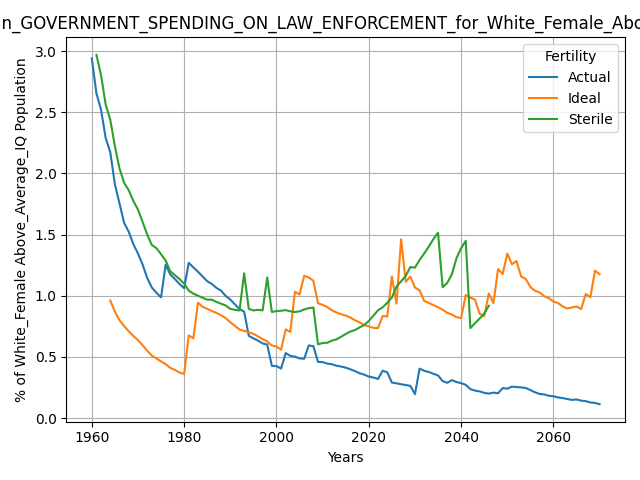 n_GOVERNMENT_SPENDING_ON_LAW_ENFORCEMENT_for_White_Female_Abo
% of White_Female Above_Average_IQ Population
3.0
2.5
2.0
1.5
1.0
0.5
0.0
Fertility
Actual
Ideal
Sterile
1960 1980 2000 2020 2040 2060
Years